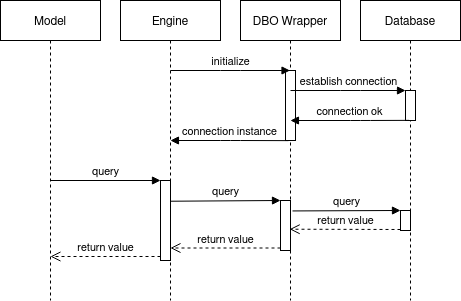 Model
Engine
DBO Wrapper
Database
initialize
establish connection
connection ok
connection instance
query
query
query
return value
return value
return value